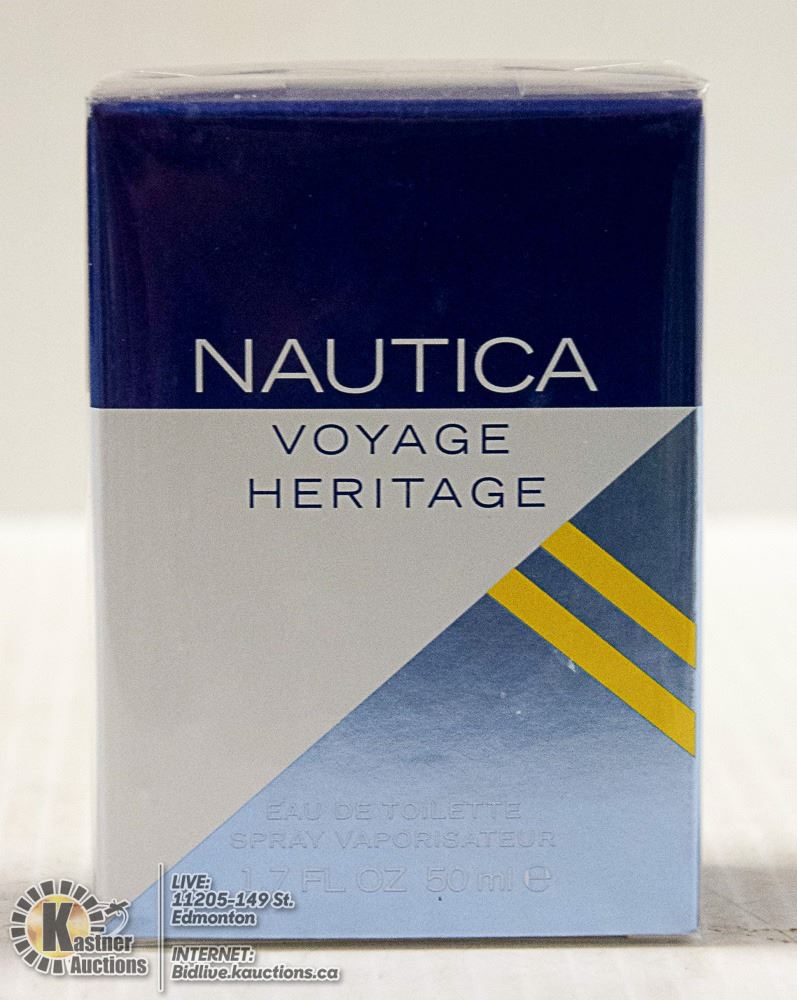 NAUTICA
VOYAGE
HERITAGE
EAU DE TOILETTE
SPRAY VAPORISATEUR
1.7 FL OZ 50 ml ℮
Kastner
Auctions
LIVE:
11205-149 St.
Edmonton
INTERNET:
Bidlive.kauctions.ca